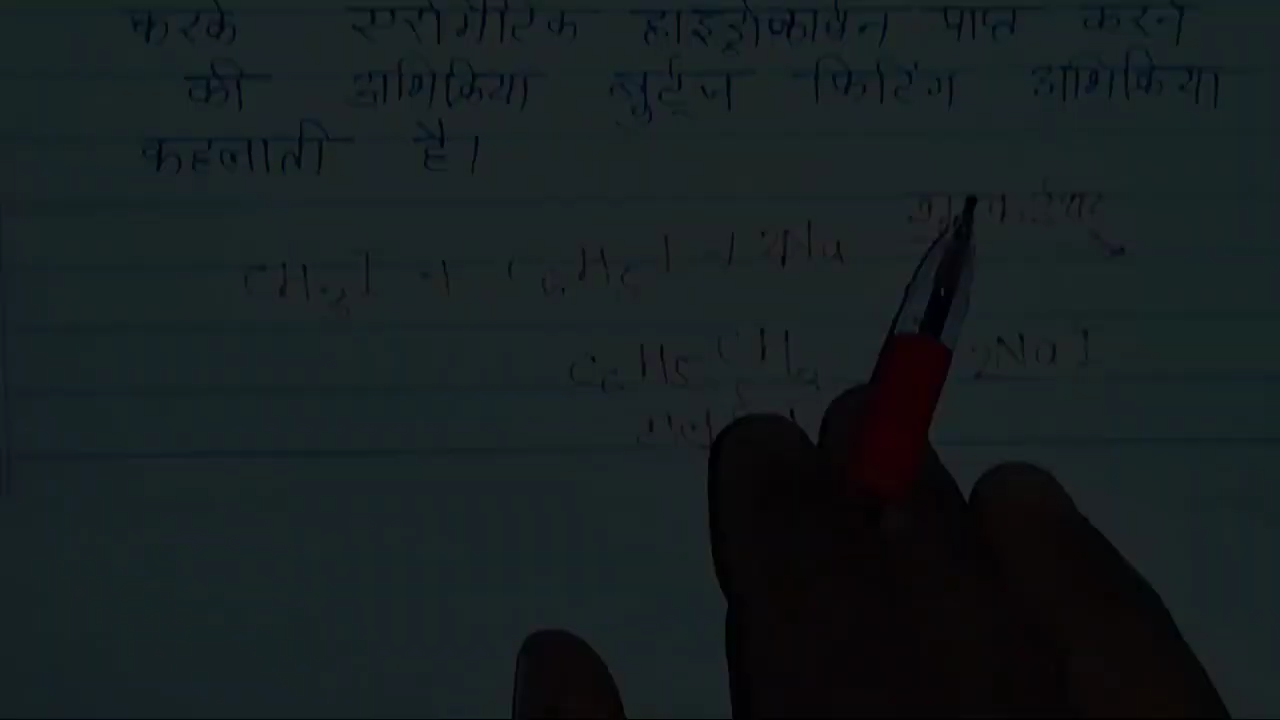 करके एरोमैटिक हाइड्रोकार्बन प्राप्त करने
की अभिक्रिया वुर्ट्ज फिटिंग अभिक्रिया
कहलाती है।
CH₃I + C₆H₅I + 2Na
C₆H₅CH₃ 2NaI